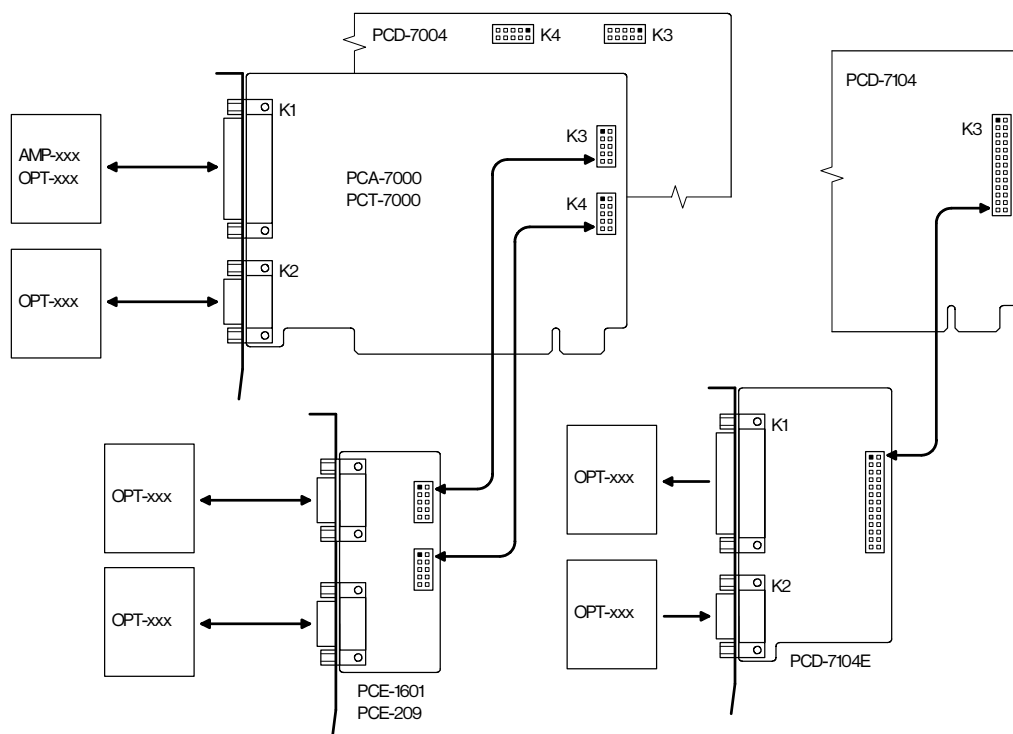 PCD-7004
K4
K3
PCD-7104
K3
K1
AMP-xxx
OPT-xxx
PCA-7000
PCT-7000
K3
K4
K2
OPT-xxx
OPT-xxx
OPT-xxx
PCE-1601
PCE-209
K1
OPT-xxx
K2
OPT-xxx
PCD-7104E